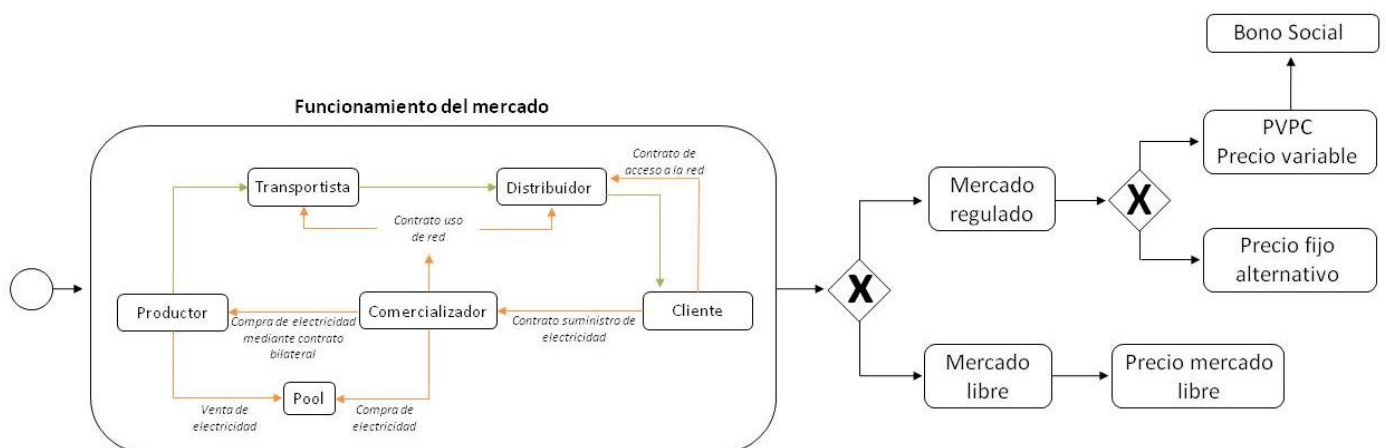 Bono Social
Funcionamiento del mercado
PVPC
Precio variable
Contrato de
acceso a la red
Transportista
Distribuidor
Mercado
regulado
X
Contrato uso
de red
Precio fijo
alternativo
X
Productor
Comercializador
Cliente
Compra de electricidad
mediante contrato
bilateral
Contrato suministro de
electricidad
Mercado
libre
Precio mercado
libre
Pool
Venta de
electricidad
Compra de
electricidad